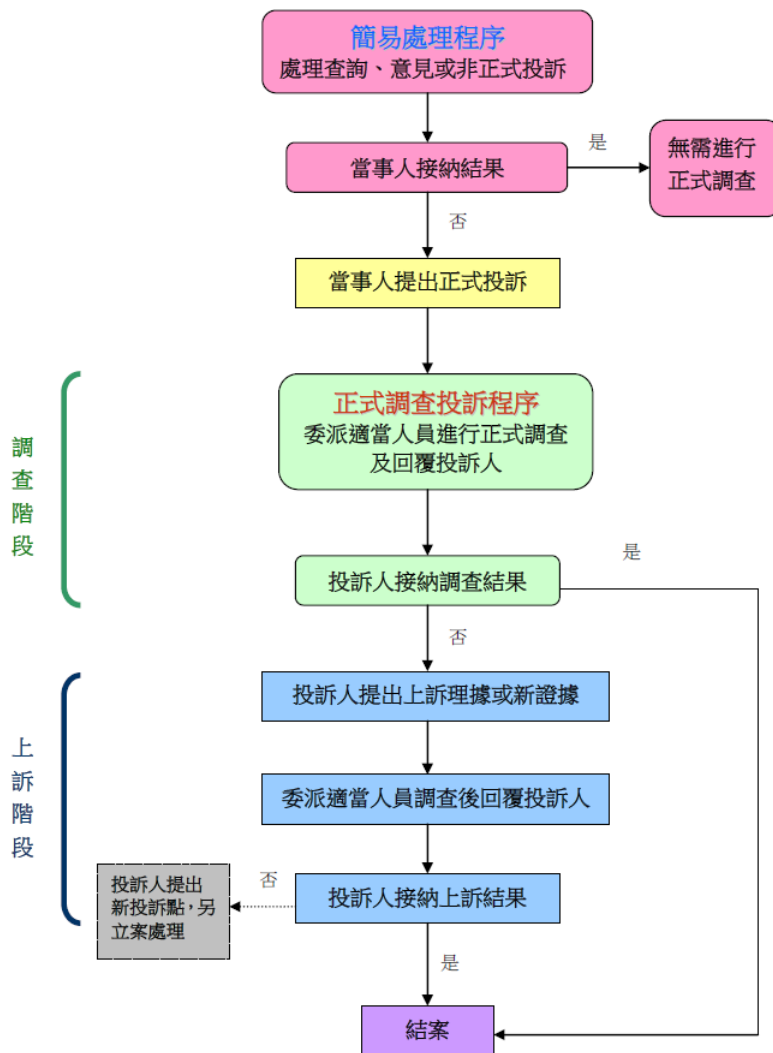 簡易處理程序
處理查詢、意見或非正式投訴
當事人接納結果
是
無需進行
正式調查
否
當事人提出正式投訴
調查階段
正式調查投訴程序
委派適當人員進行正式調查
及回覆投訴人
投訴人接納調查結果
是
否
上訴階段
投訴人提出上訴理據或新證據
委派適當人員調查後回覆投訴人
投訴人接納上訴結果
否
投訴人提出
新投訴點，另
立案處理
是
結案